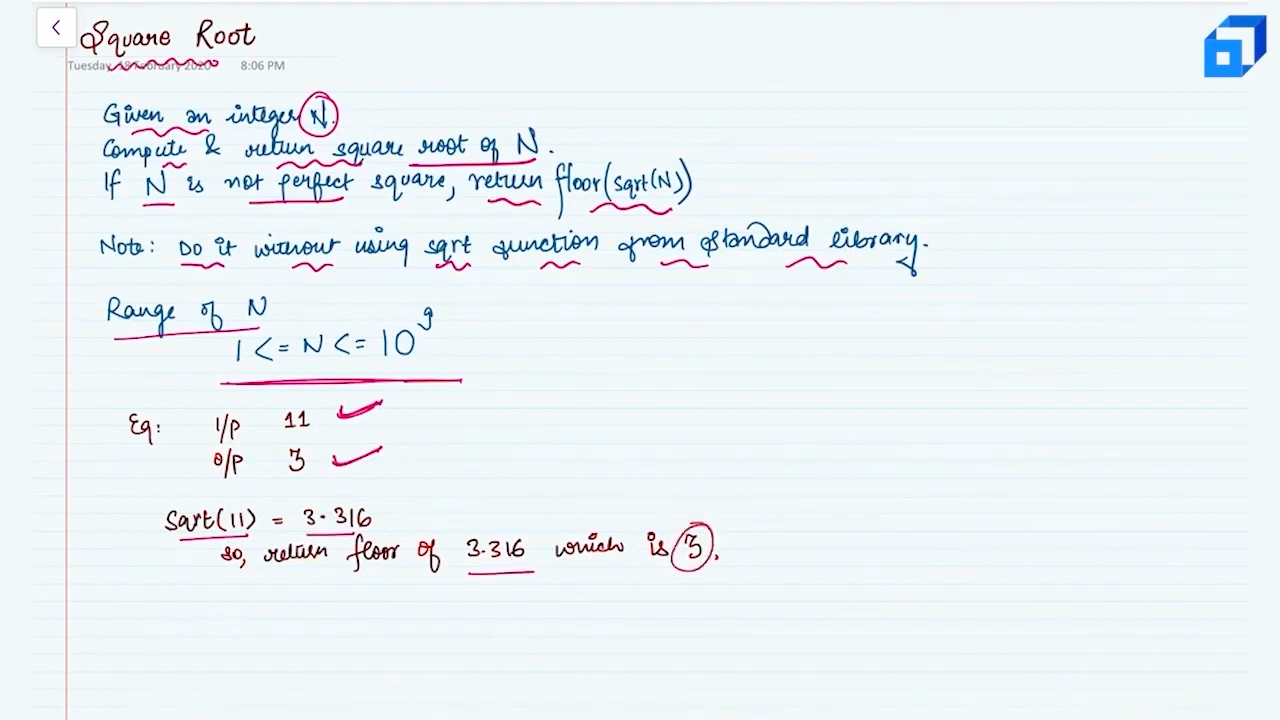 Square Root
Tuesday, 18 February 2020 8:06 PM
Given an integer N.
Compute & return square root of N.
If N is not perfect square, return floor(sqrt(N))
Note: Do it without using sqrt function from standard library.
Range of N
1 <= N <= 10⁹
Eg: I/P 11
O/P 3
Sqrt(11) = 3.316
so, return floor of 3.316 which is 3.